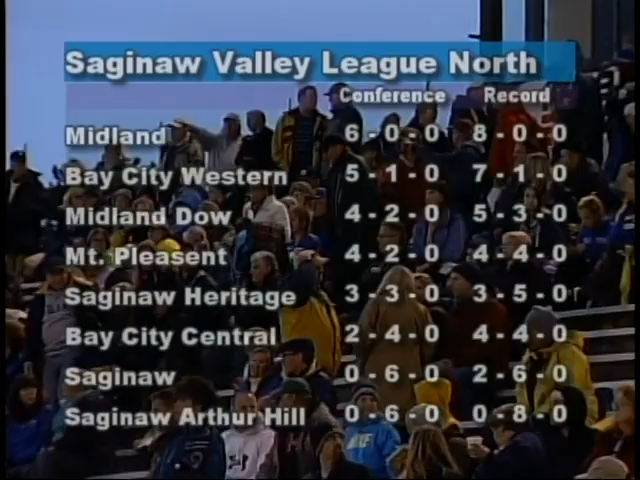 Saginaw Valley League North
Conference Record
Midland 6-0-0 8-0-0
Bay City Western 5-1-0 7-1-0
Midland Dow 4-2-0 5-3-0
Mt. Pleasant 4-2-0 4-4-0
Saginaw Heritage 3-3-0 3-5-0
Bay City Central 2-4-0 4-4-0
Saginaw 0-6-0 2-6-0
Saginaw Arthur Hill 0-6-0 0-8-0